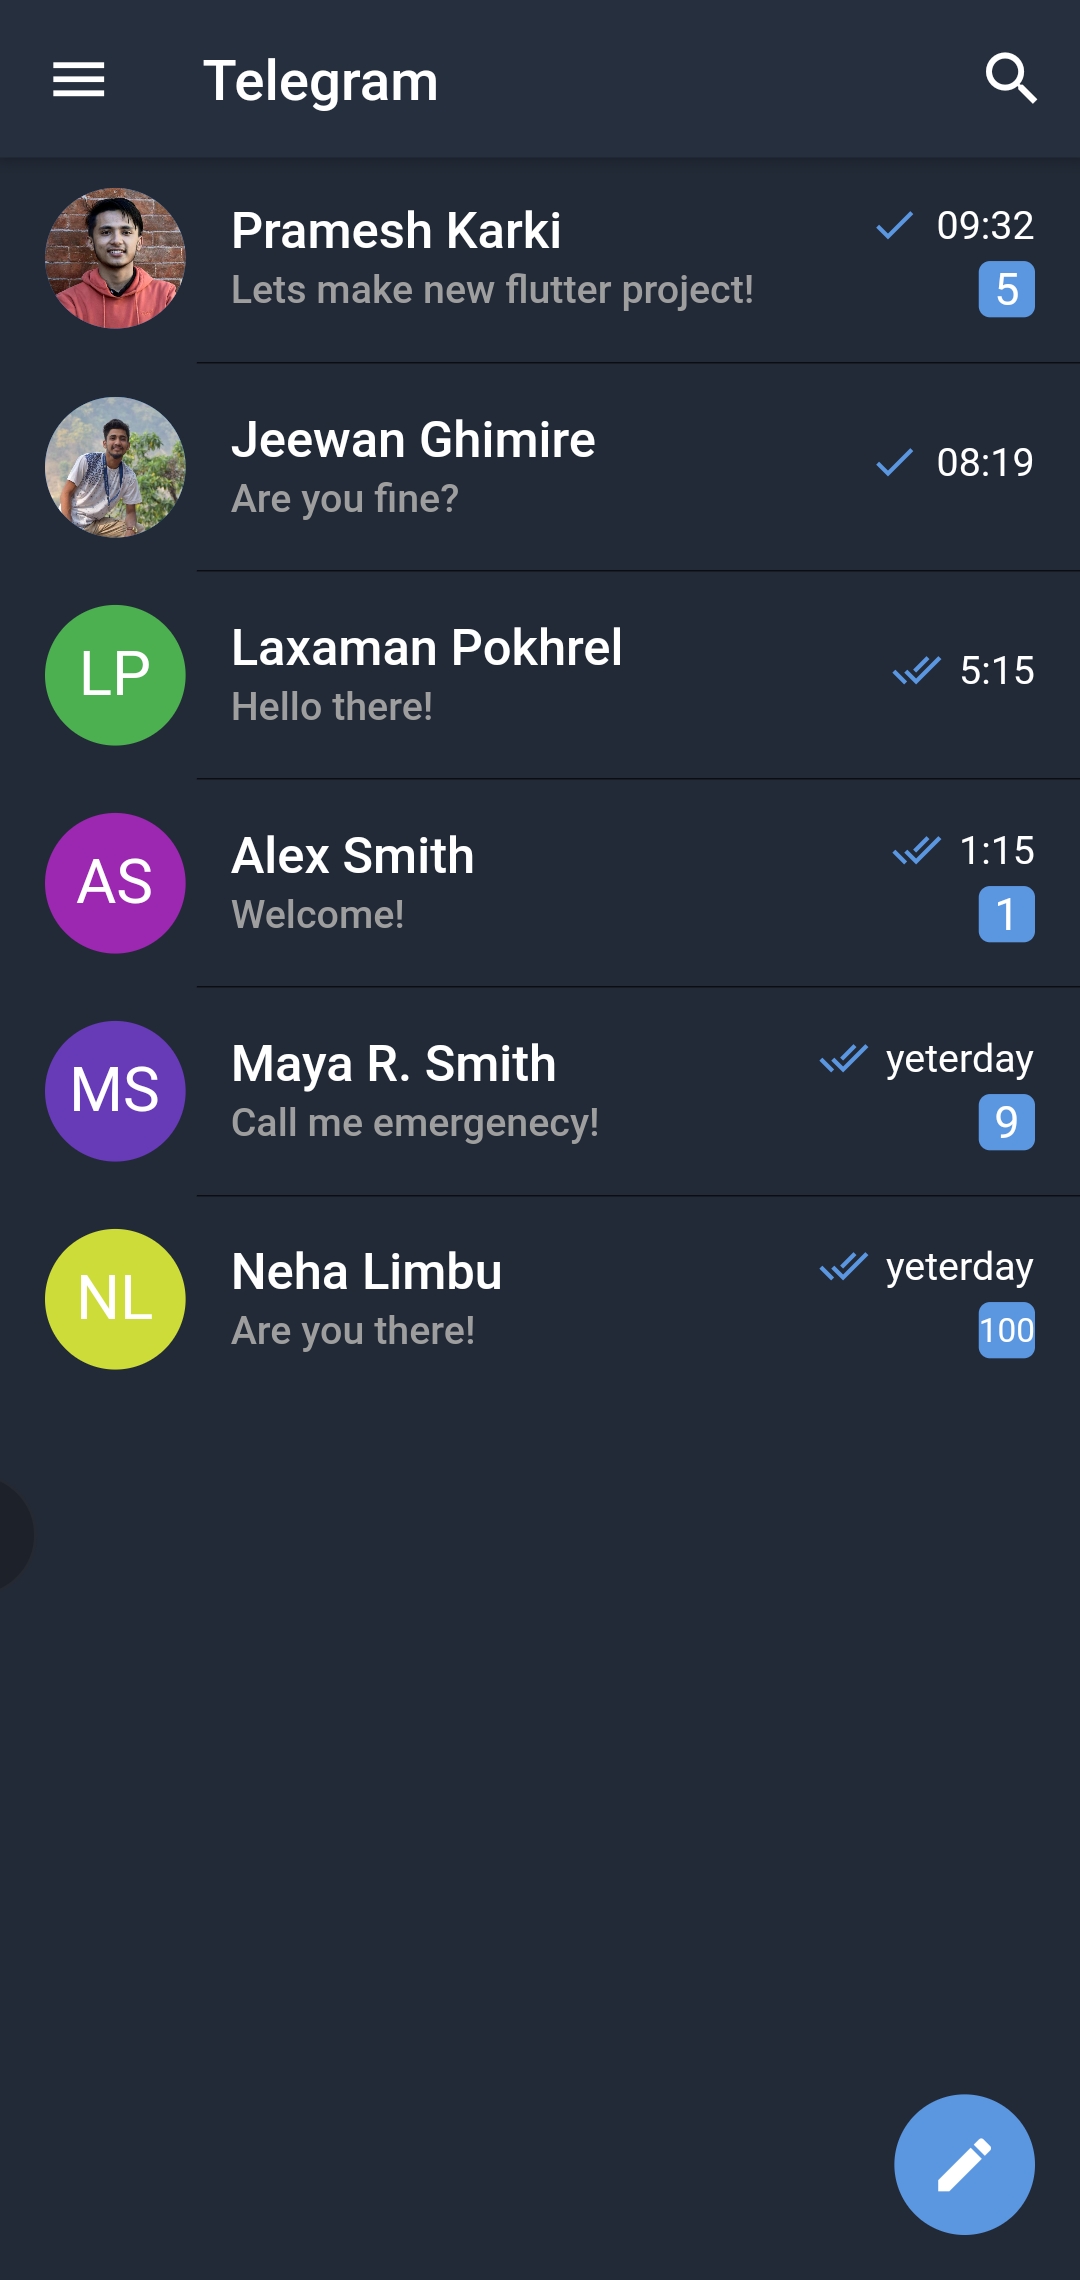 Telegram
Pramesh Karki 09:32
Lets make new flutter project! 5
Jeewan Ghimire
08:19
Are you fine?
LP
Laxaman Pokhrel
5:15
Hello there!
AS
Alex Smith 1:15
Welcome! 1
MS
Maya R. Smith yeterday
Call me emergenecy! 9
NL
Neha Limbu yeterday
Are you there! 100